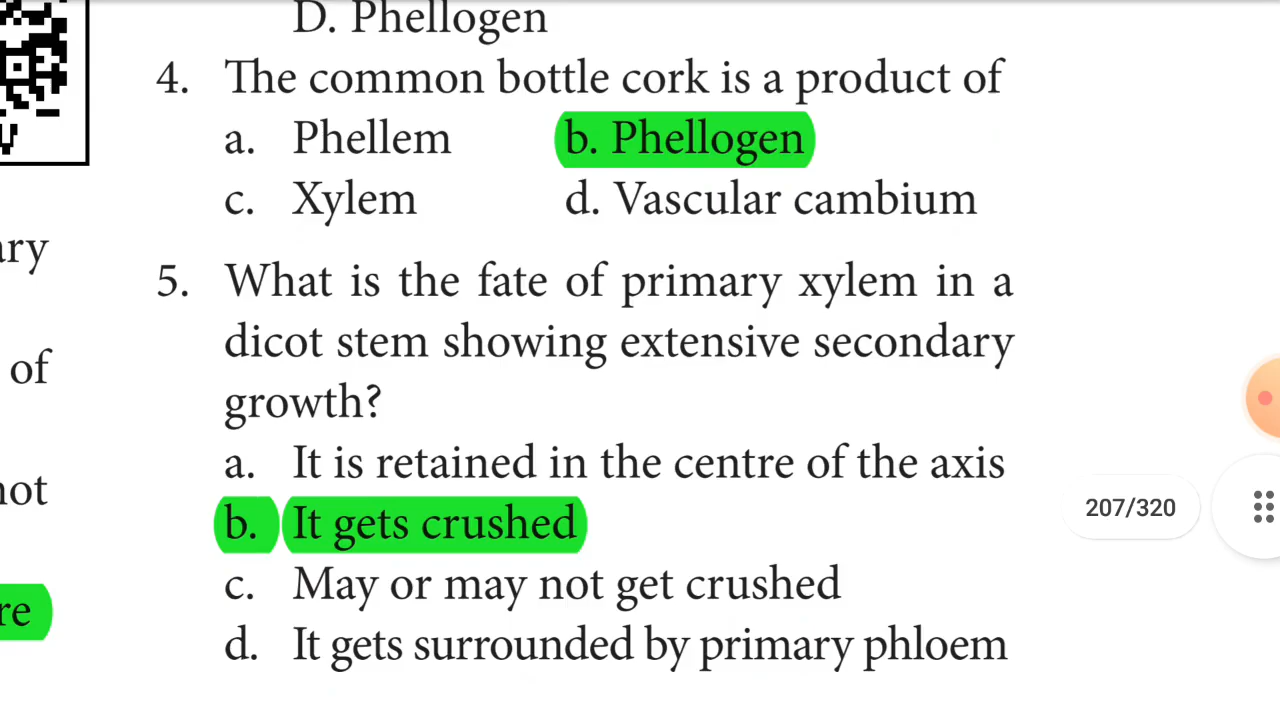 D. Phellogen
4. The common bottle cork is a product of
a. Phellem b. Phellogen
c. Xylem d. Vascular cambium
5. What is the fate of primary xylem in a
dicot stem showing extensive secondary
growth?
a. It is retained in the centre of the axis
b. It gets crushed
c. May or may not get crushed
d. It gets surrounded by primary phloem
V
ary
of
not
re
207/320